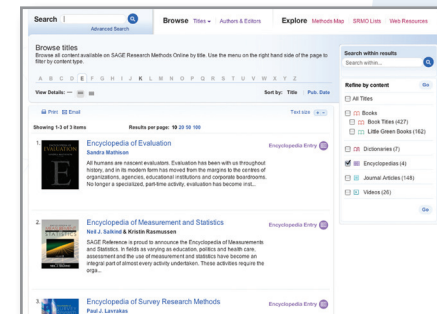 Search
Advanced Search
Browse Titles Authors & Editors
Explore Methods Map SRMO Lists Web Resources
Browse titles
Browse all content available on SAGE Research Methods Online by title. Use the menu on the right hand side of the page to
filter by content type.
A B C D E F G H I J K L M N O P Q R S T U V W X Y Z
View Details:
Sort by: Title | Pub. Date
Print Email
Text size + -
Showing 1-3 of 3 items
Results per page: 10 20 50 100
1.
Encyclopedia of Evaluation
Sandra Mathison
Encyclopedia Entry
All humans are nascent evaluators. Evaluation has been with us throughout
history, and in its modern form has moved from the margins to the centres of
organizations, agencies, educational institutions and corporate boardrooms.
No longer a specialized, part-time activity, evaluation has become inst...
EVALUATION
2.
Encyclopedia of Measurement and Statistics
Neil J. Salkind & Kristin Rasmussen
Encyclopedia Entry
SAGE Reference is proud to announce the Encyclopedia of Measurements
and Statistics. In fields as varying as education, politics and health care,
assessment and the use of measurement and statistics have become an
integral part of almost every activity undertaken. These activities require the
orga...
STATISTICS
3.
Encyclopedia of Survey Research Methods
Paul J. Lavrakas
Encyclopedia Entry
Search within results
Search within...
Refine by content
Go
All Titles
Books
Book Titles (427)
Little Green Books (162)
Dictionaries (7)
Encyclopedias (4)
Journal Articles (148)
Videos (26)
Go